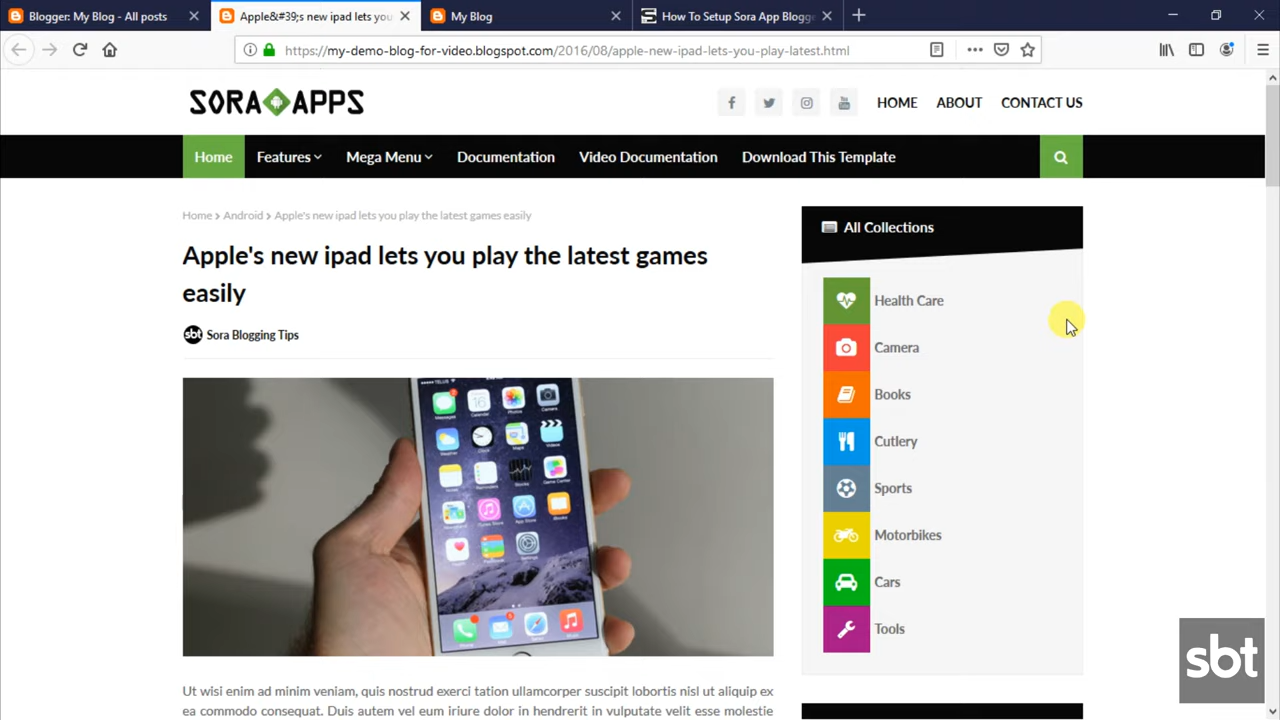 Blogger: My Blog - All posts
Apple&#39;s new ipad lets you
My Blog
How To Setup Sora App Blogge
https://my-demo-blog-for-video.blogspot.com/2016/08/apple-new-ipad-lets-you-play-latest.html
SORA APPS
HOME
ABOUT
CONTACT US
Home
Features
Mega Menu
Documentation
Video Documentation
Download This Template
Home > Android > Apple's new ipad lets you play the latest games easily
Apple's new ipad lets you play the latest games
easily
sbt Sora Blogging Tips
Ut wisi enim ad minim veniam, quis nostrud exerci tation ullamcorper suscipit lobortis nisl ut aliquip ex
ea commodo consequat. Duis autem vel eum iriure dolor in hendrerit in vulputate velit esse molestie
All Collections
Health Care
Camera
Books
Cutlery
Sports
Motorbikes
Cars
Tools
sbt